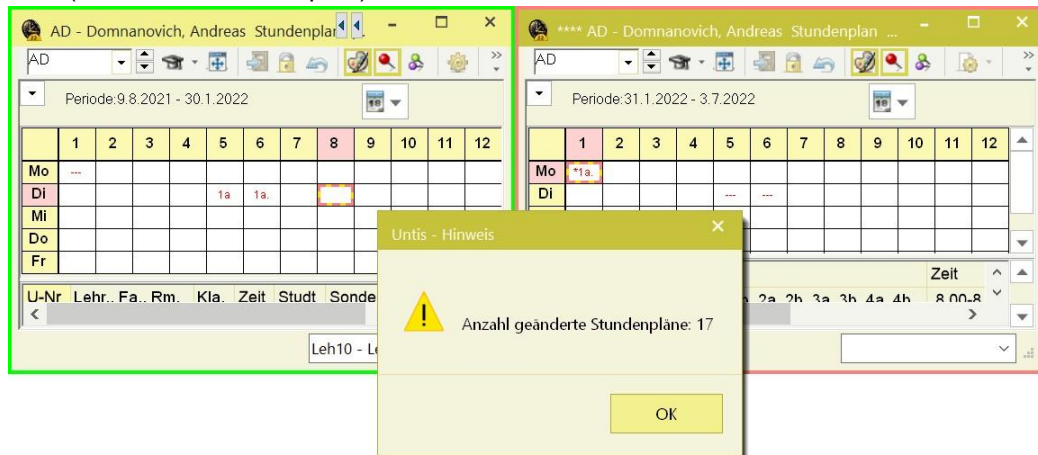 AD - Domnanovich, Andreas Stundenplan
AD
Periode:9.8.2021 - 30.1.2022
18
1 2 3 4 5 6 7 8 9 10 11 12
Mo ---
Di 1a 1a.
Mi
Do
Fr
U-Nr Lehr., Fa., Rm. Kla. Zeit Studt Sonde
Leh10 - Le
**** AD - Domnanovich, Andreas Stundenplan ...
AD
Periode:31.1.2022 - 3.7.2022
18
1 2 3 4 5 6 7 8 9 10 11 12
Mo *1a.
Di --- ---
Zeit
2a, 2b, 3a, 3b, 4a, 4b, 8.00-8
Untis - Hinweis
Anzahl geänderte Stundenpläne: 17
OK